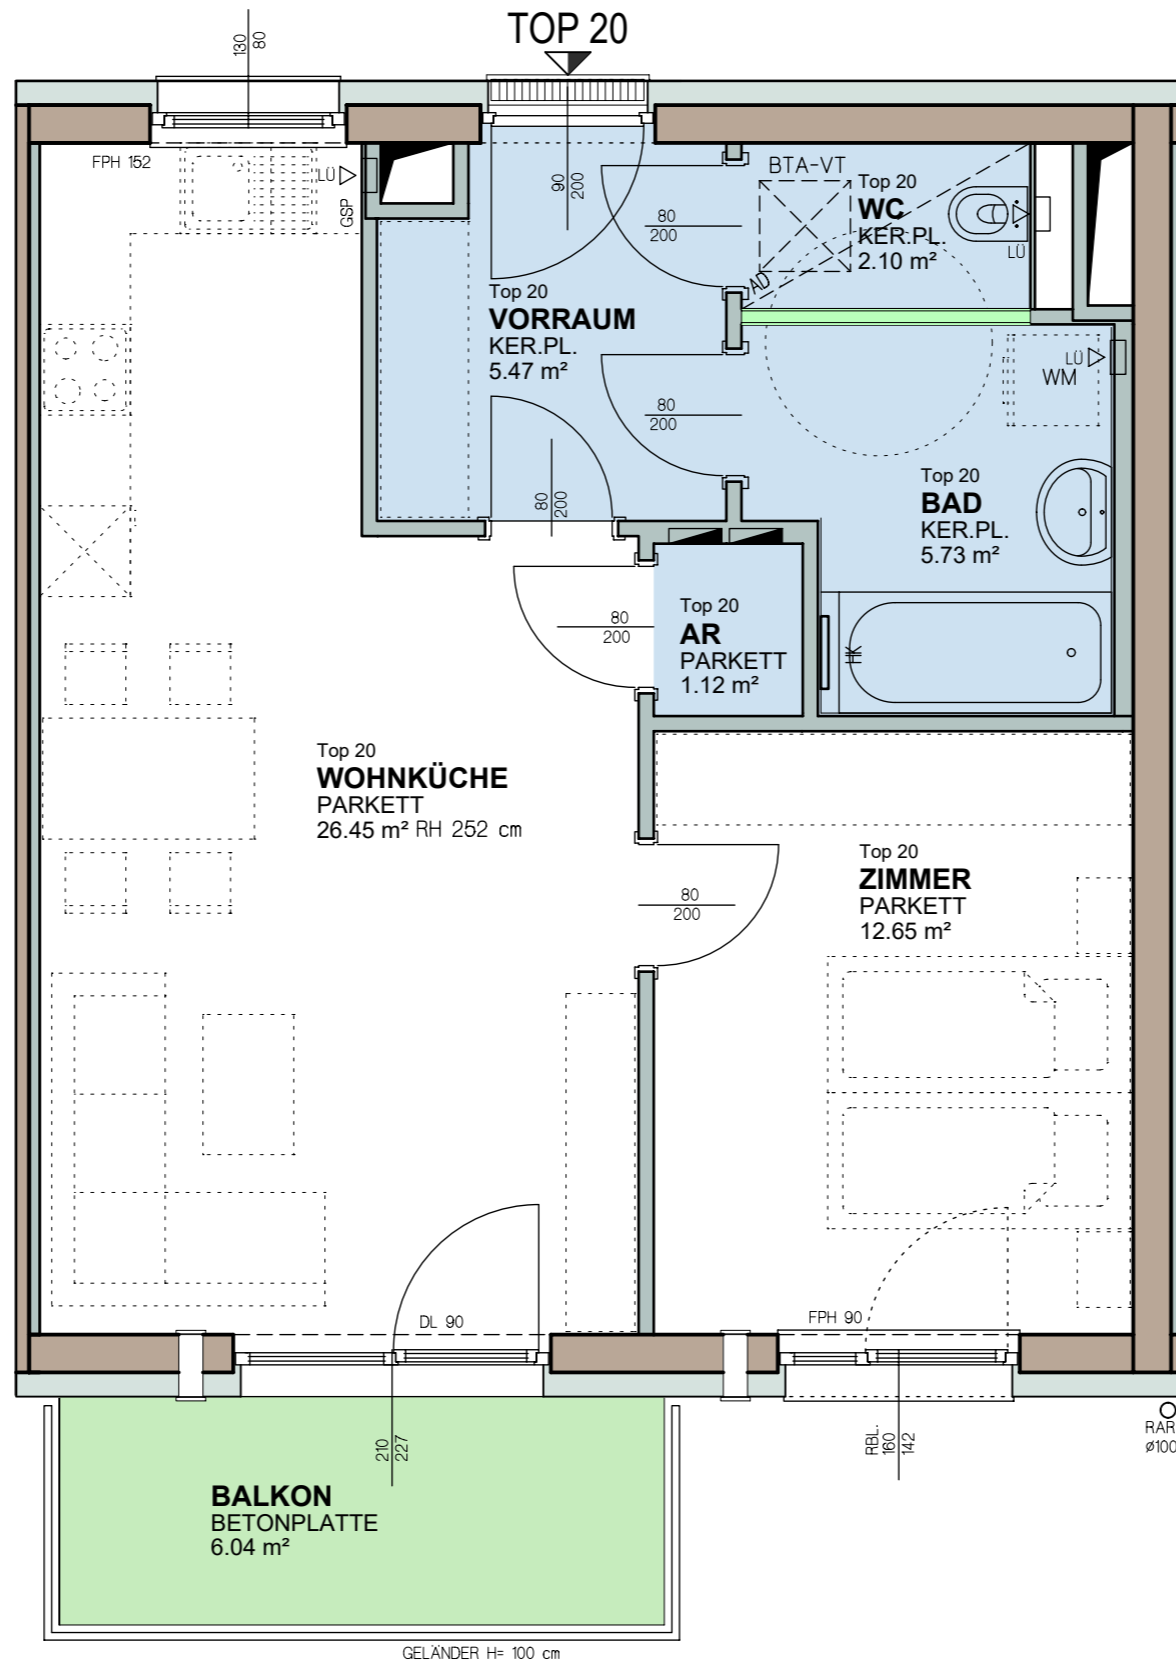 TOP 20
130
80
FPH 152
LÜ
GSP
90
200
80
200
BTA-VT
Top 20
WC
KER.PL.
2.10 m²
LÜ
AD
Top 20
VORRAUM
KER.PL.
5.47 m²
80
200
LÜ
WM
80
200
Top 20
BAD
KER.PL.
5.73 m²
80
200
Top 20
AR
PARKETT
1.12 m²
HK
Top 20
WOHNKÜCHE
PARKETT
26.45 m² RH 252 cm
80
200
Top 20
ZIMMER
PARKETT
12.65 m²
DL 90
FPH 90
210
227
RBL.
160
142
RAR
ø100
BALKON
BETONPLATTE
6.04 m²
GELÄNDER H= 100 cm